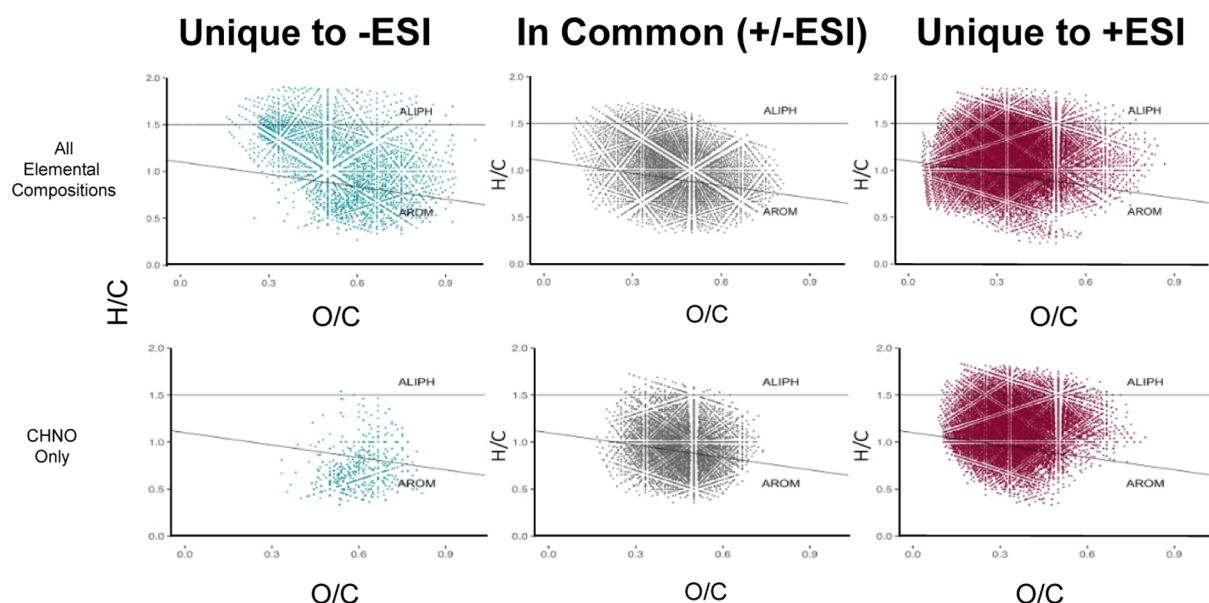 Unique to -ESI
In Common (+/-ESI)
Unique to +ESI
All
Elemental
Compositions
H/C
2.0
1.5
1.0
0.5
0.0
ALIPH
AROM
0.0
0.3
0.6
0.9
O/C
H/C
2.0
1.5
1.0
0.5
0.0
ALIPH
AROM
0.0
0.3
0.6
0.9
O/C
H/C
2.0
1.5
1.0
0.5
0.0
ALIPH
AROM
0.0
0.3
0.6
0.9
O/C
CHNO
Only
2.0
1.5
1.0
0.5
0.0
ALIPH
AROM
0.0
0.3
0.6
0.9
O/C
H/C
2.0
1.5
1.0
0.5
0.0
ALIPH
AROM
0.0
0.3
0.6
0.9
O/C
H/C
2.0
1.5
1.0
0.5
0.0
ALIPH
AROM
0.0
0.3
0.6
0.9
O/C